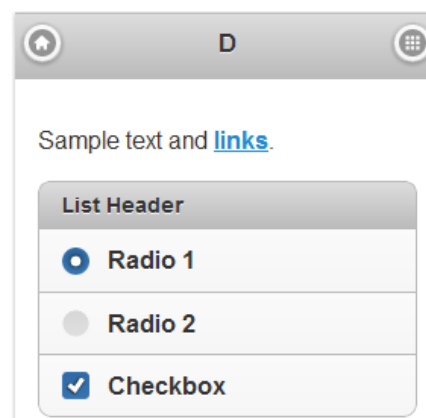 D
Sample text and links.
List Header
Radio 1
Radio 2
Checkbox